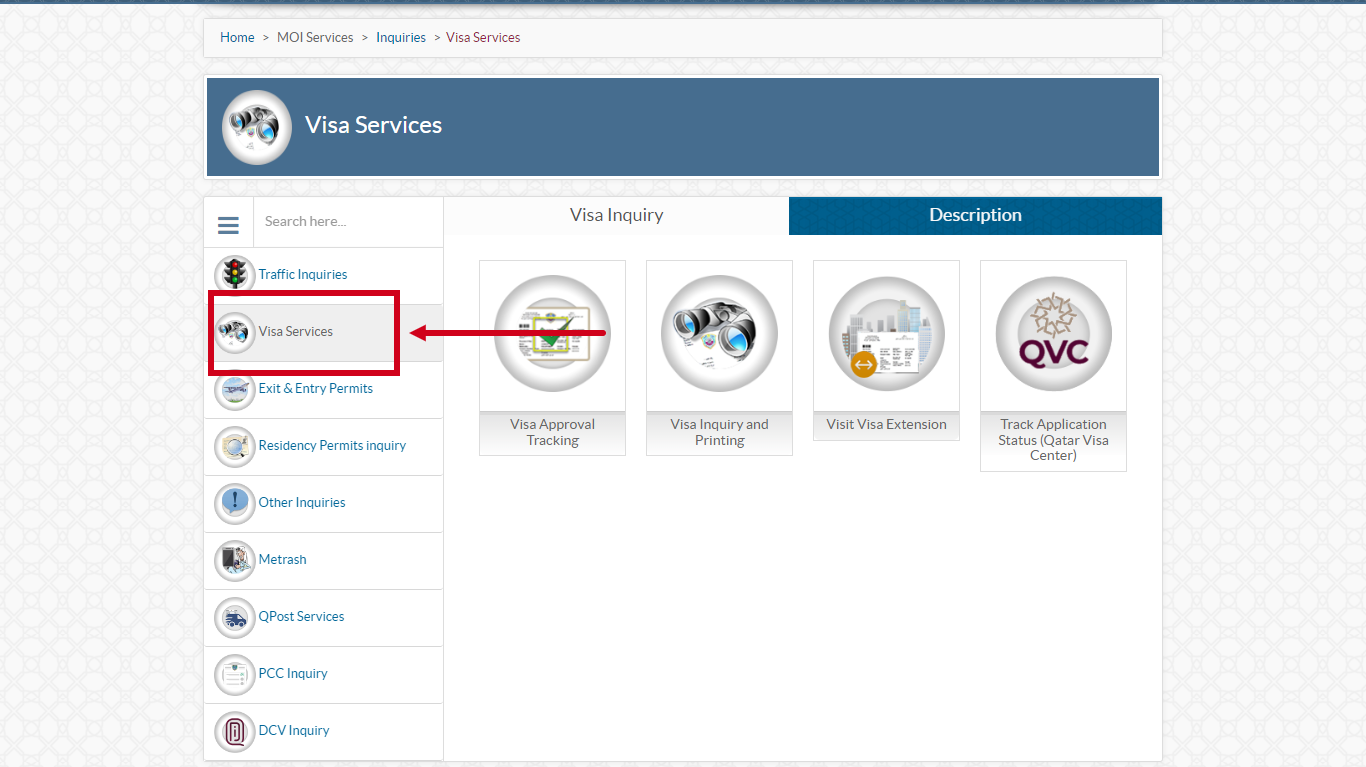 Home > MOI Services > Inquiries > Visa Services
Visa Services
Search here...
Traffic Inquiries
Visa Services
Exit & Entry Permits
Residency Permits inquiry
Other Inquiries
Metrash
QPost Services
PCC Inquiry
DCV Inquiry
Visa Inquiry
Description
Visa Approval
Tracking
Visa Inquiry and
Printing
Visit Visa Extension
QVC
Track Application
Status (Qatar Visa
Center)